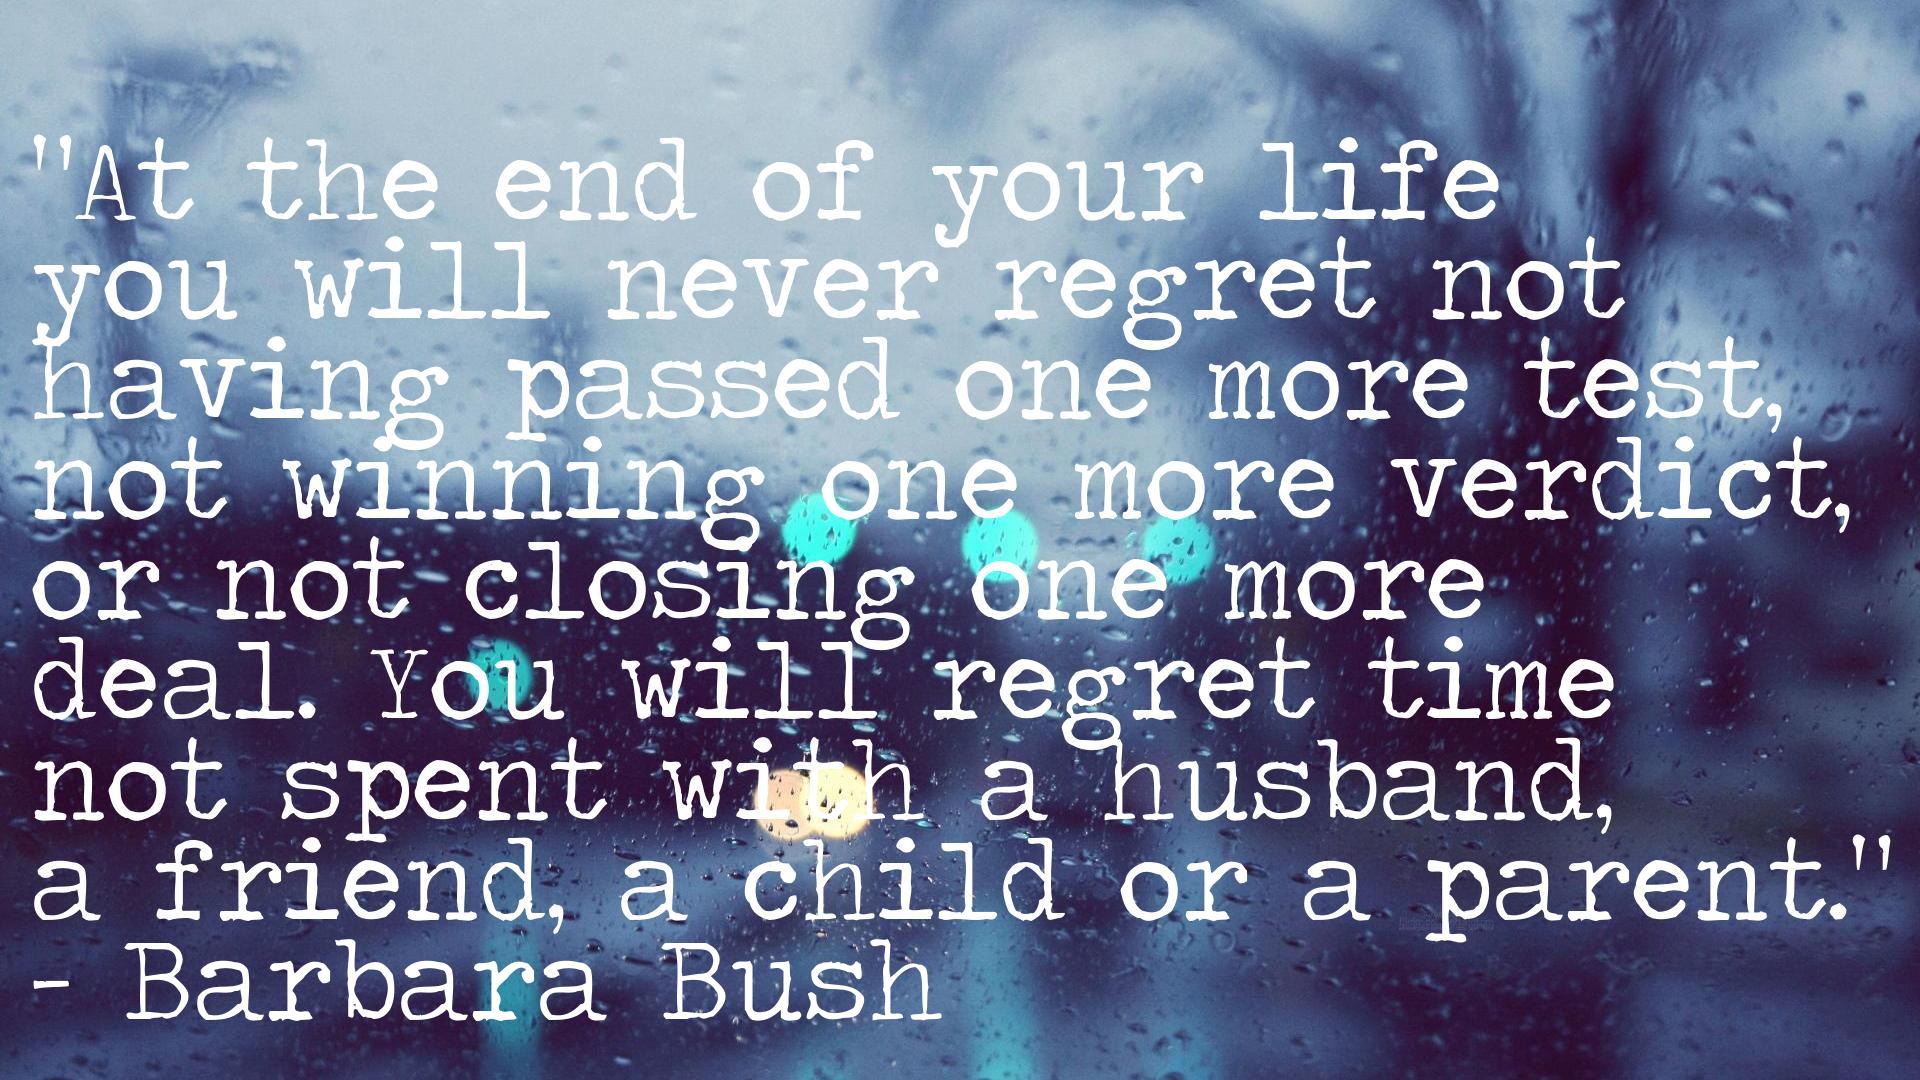 "At the end of your life
you will never regret not
having passed one more test,
not winning one more verdict,
or not closing one more
deal. You will regret time
not spent with a husband,
a friend, a child or a parent."
- Barbara Bush